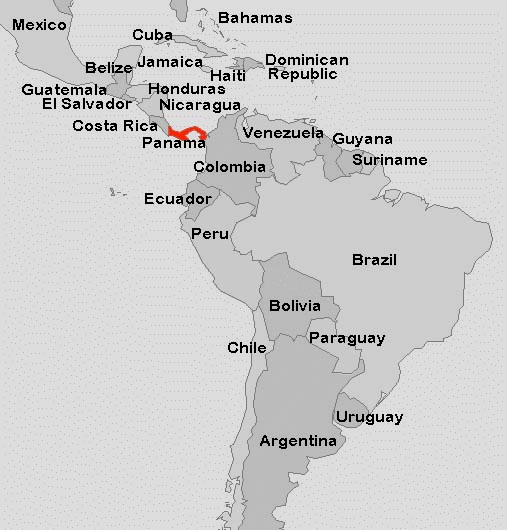 Bahamas
Mexico
Cuba
Jamaica
Dominican
Republic
Belize
Haiti
Guatemala
Honduras
El Salvador
Nicaragua
Costa Rica
Venezuela
Guyana
Panama
Suriname
Colombia
Ecuador
Peru
Brazil
Bolivia
Paraguay
Chile
Uruguay
Argentina